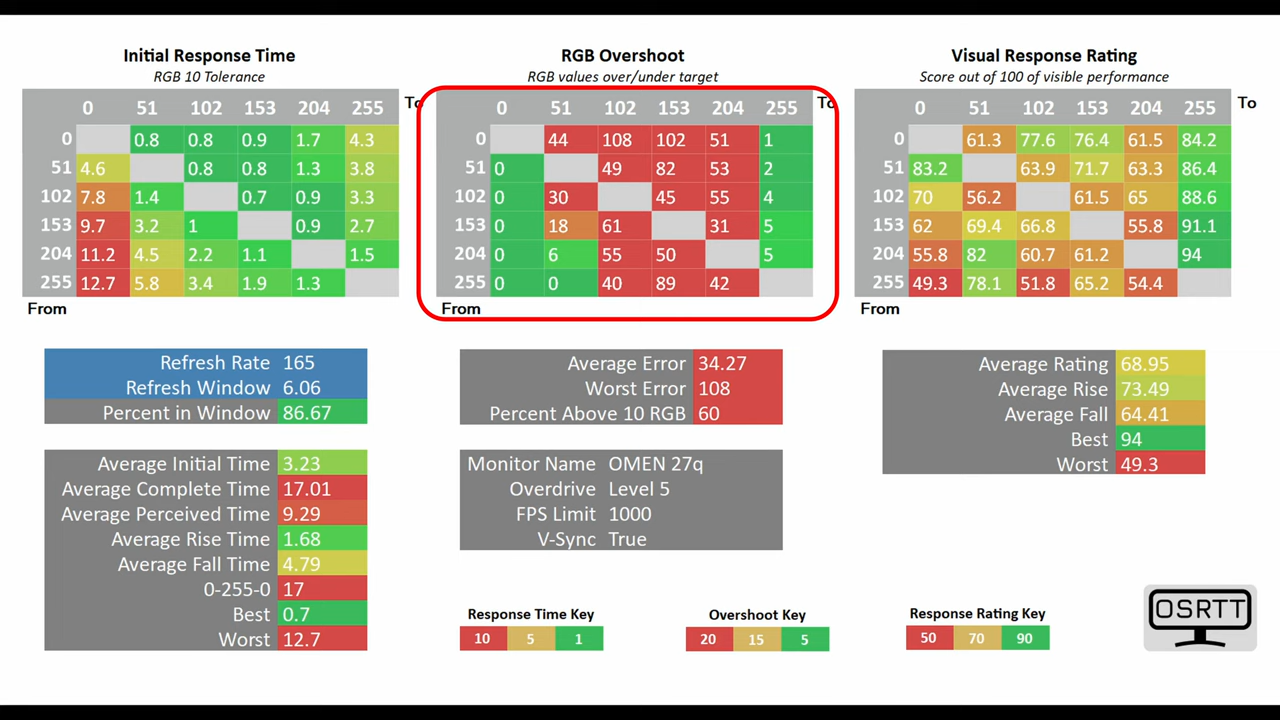 Initial Response Time
RGB 10 Tolerance
0 51 102 153 204 255 To
0 0.8 0.8 0.9 1.7 4.3
51 4.6 0.8 0.8 1.3 3.8
102 7.8 1.4 0.7 0.9 3.3
153 9.7 3.2 1 0.9 2.7
204 11.2 4.5 2.2 1.1 1.5
255 12.7 5.8 3.4 1.9 1.3
From
RGB Overshoot
RGB values over/under target
0 51 102 153 204 255 To
0 44 108 102 51 1
51 0 49 82 53 2
102 0 30 45 55 4
153 0 18 61 31 5
204 0 6 55 50 5
255 0 0 40 89 42
From
Visual Response Rating
Score out of 100 of visible performance
0 51 102 153 204 255 To
0 61.3 77.6 76.4 61.5 84.2
51 83.2 63.9 71.7 63.3 86.4
102 70 56.2 61.5 65 88.6
153 62 69.4 66.8 55.8 91.1
204 55.8 82 60.7 61.2 94
255 49.3 78.1 51.8 65.2 54.4
From
Refresh Rate 165
Refresh Window 6.06
Percent in Window 86.67
Average Initial Time 3.23
Average Complete Time 17.01
Average Perceived Time 9.29
Average Rise Time 1.68
Average Fall Time 4.79
0-255-0 17
Best 0.7
Worst 12.7
Average Error 34.27
Worst Error 108
Percent Above 10 RGB 60
Monitor Name OMEN 27q
Overdrive Level 5
FPS Limit 1000
V-Sync True
Average Rating 68.95
Average Rise 73.49
Average Fall 64.41
Best 94
Worst 49.3
Response Time Key
10 5 1
Overshoot Key
20 15 5
Response Rating Key
50 70 90
OSRTT